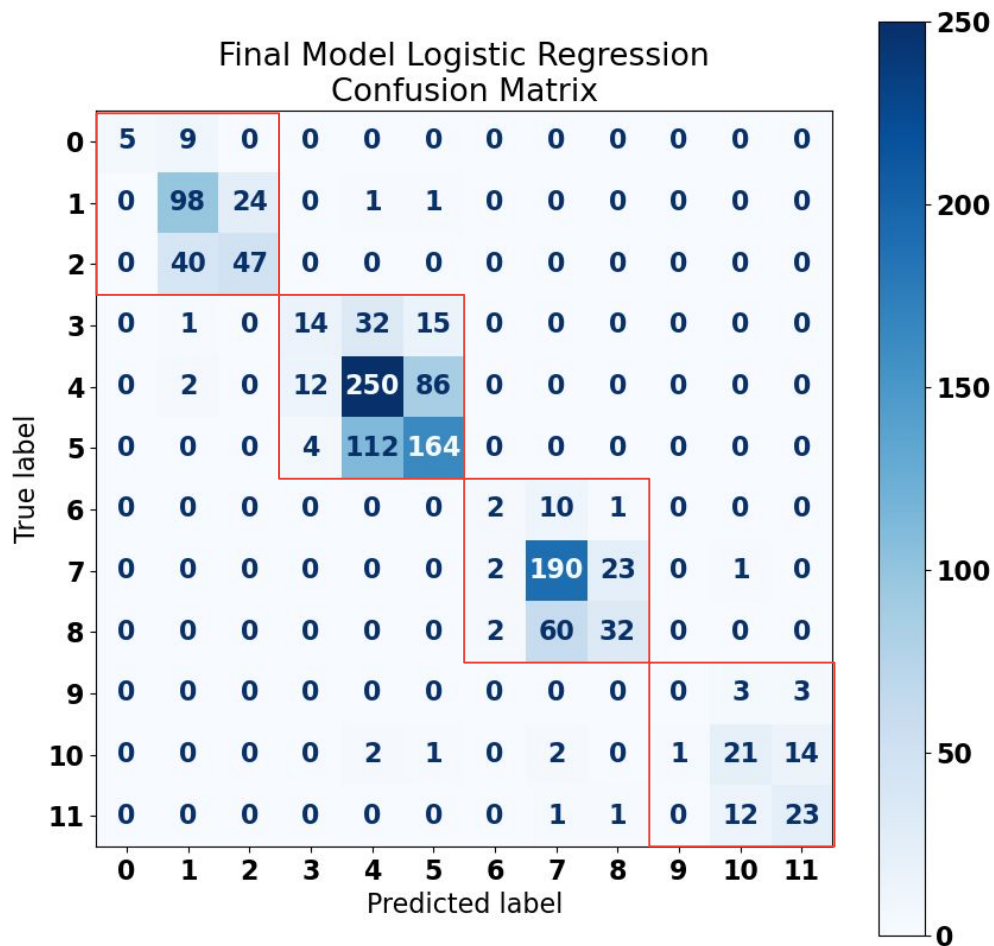 Final Model Logistic Regression
Confusion Matrix
250
200
150
100
50
0
True label
0 5 9 0 0 0 0 0 0 0 0 0 0
1 0 98 24 0 1 1 0 0 0 0 0 0
2 0 40 47 0 0 0 0 0 0 0 0 0
3 0 1 0 14 32 15 0 0 0 0 0 0
4 0 2 0 12 250 86 0 0 0 0 0 0
5 0 0 0 4 112 164 0 0 0 0 0 0
6 0 0 0 0 0 0 2 10 1 0 0 0
7 0 0 0 0 0 0 2 190 23 0 1 0
8 0 0 0 0 0 0 2 60 32 0 0 0
9 0 0 0 0 0 0 0 0 0 0 3 3
10 0 0 0 0 2 1 0 2 0 1 21 14
11 0 0 0 0 0 0 0 1 1 0 12 23
0 1 2 3 4 5 6 7 8 9 10 11
Predicted label